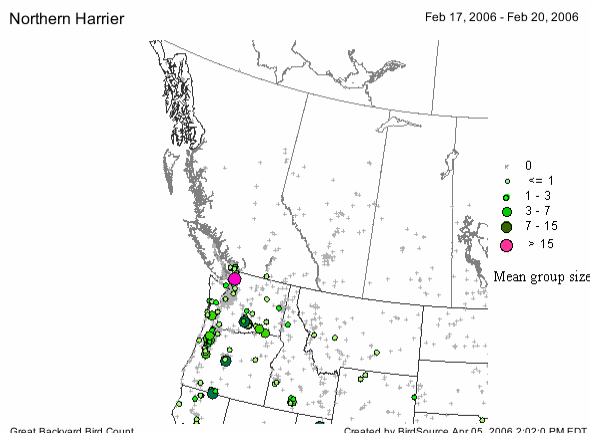 Northern Harrier
Feb 17, 2006 - Feb 20, 2006
0
<= 1
1 - 3
3 - 7
7 - 15
> 15
Mean group size
Great Backyard Bird Count
Created by BirdSource Apr 05, 2006 2:02:0 PM EDT